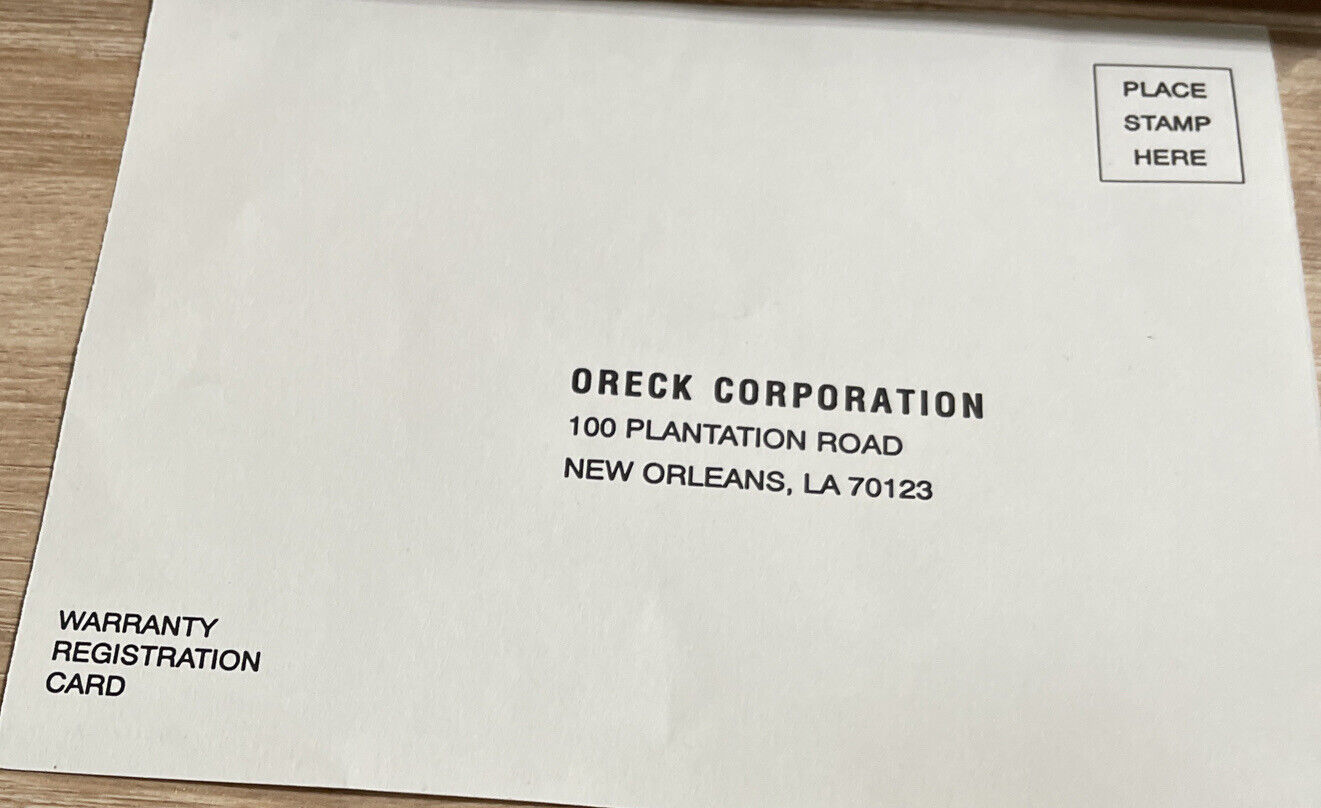 PLACE
STAMP
HERE
ORECK CORPORATION
100 PLANTATION ROAD
NEW ORLEANS, LA 70123
WARRANTY
REGISTRATION
CARD